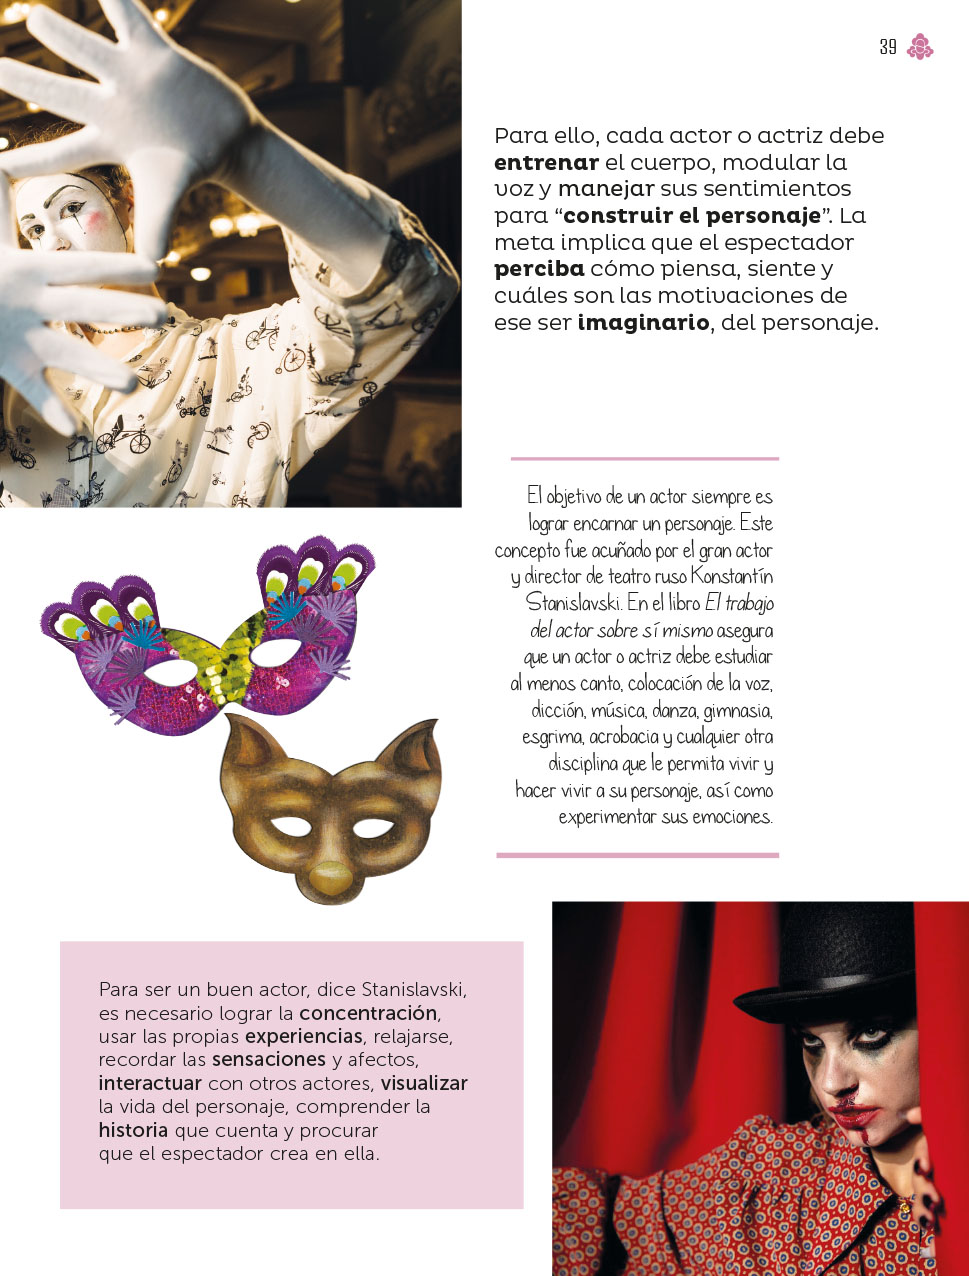 39
Para ello, cada actor o actriz debe
entrenar el cuerpo, modular la
voz y manejar sus sentimientos
para “construir el personaje”. La
meta implica que el espectador
perciba cómo piensa, siente y
cuáles son las motivaciones de
ese ser imaginario, del personaje.
El objetivo de un actor siempre es
lograr encarnar un personaje. Este
concepto fue acuñado por el gran actor
y director de teatro ruso Konstantín
Stanislavski. En el libro El trabajo
del actor sobre sí mismo asegura
que un actor o actriz debe estudiar
al menos canto, colocación de la voz,
dicción, música, danza, gimnasia,
esgrima, acrobacia y cualquier otra
disciplina que le permita vivir y
hacer vivir a su personaje, así como
experimentar sus emociones.
Para ser un buen actor, dice Stanislavski,
es necesario lograr la concentración,
usar las propias experiencias, relajarse,
recordar las sensaciones y afectos,
interactuar con otros actores, visualizar
la vida del personaje, comprender la
historia que cuenta y procurar
que el espectador crea en ella.